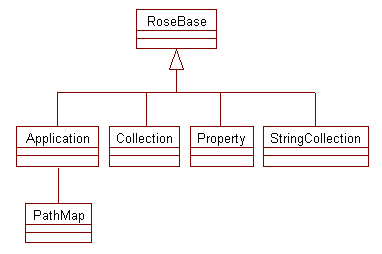 RoseBase
Application
Collection
Property
StringCollection
PathMap